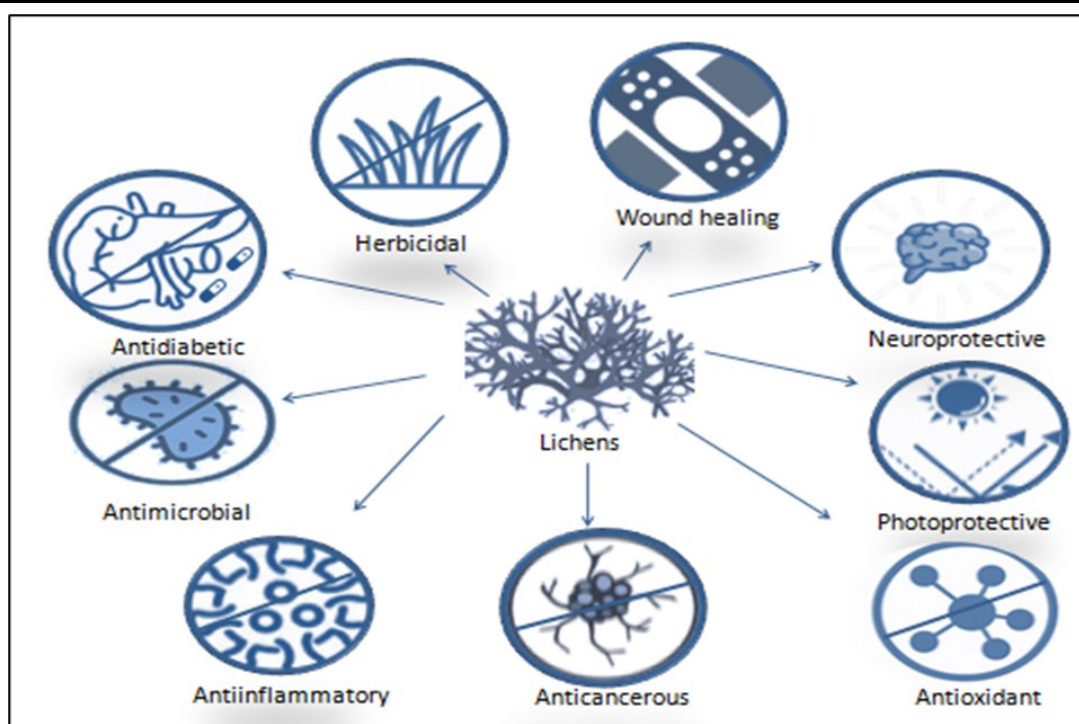 Wound healing
Herbicidal
Neuroprotective
Antidiabetic
Lichens
Antimicrobial
Photoprotective
Antiinflammatory
Anticancerous
Antioxidant